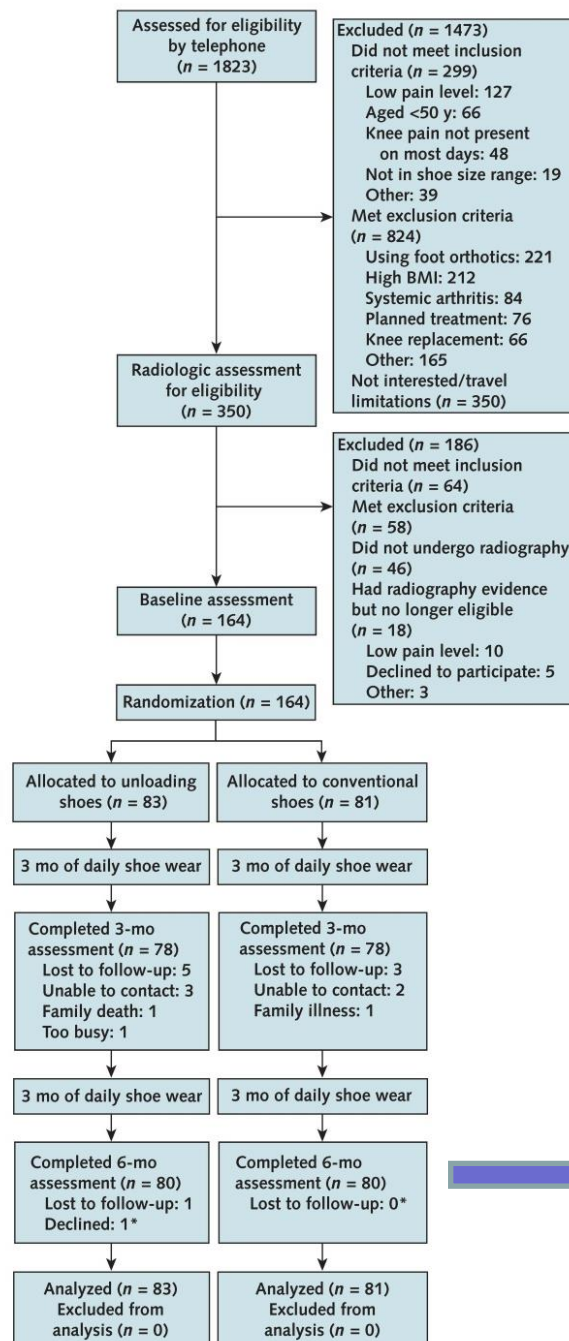 Assessed for eligibility
by telephone
(n = 1823)
Excluded (n = 1473)
Did not meet inclusion
criteria (n = 299)
Low pain level: 127
Aged <50 y: 66
Knee pain not present
on most days: 48
Not in shoe size range: 19
Other: 39
Met exclusion criteria
(n = 824)
Using foot orthotics: 221
High BMI: 212
Systemic arthritis: 84
Planned treatment: 76
Knee replacement: 66
Other: 165
Not interested/travel
limitations (n = 350)
Radiologic assessment
for eligibility
(n = 350)
Excluded (n = 186)
Did not meet inclusion
criteria (n = 64)
Met exclusion criteria
(n = 58)
Did not undergo radiography
(n = 46)
Had radiography evidence
but no longer eligible
(n = 18)
Low pain level: 10
Declined to participate: 5
Other: 3
Baseline assessment
(n = 164)
Randomization (n = 164)
Allocated to unloading
shoes (n = 83)
Allocated to conventional
shoes (n = 81)
3 mo of daily shoe wear
3 mo of daily shoe wear
Completed 3-mo
assessment (n = 78)
Lost to follow-up: 5
Unable to contact: 3
Family death: 1
Too busy: 1
Completed 3-mo
assessment (n = 78)
Lost to follow-up: 3
Unable to contact: 2
Family illness: 1
3 mo of daily shoe wear
3 mo of daily shoe wear
Completed 6-mo
assessment (n = 80)
Lost to follow-up: 1
Declined: 1*
Completed 6-mo
assessment (n = 80)
Lost to follow-up: 0*
Analyzed (n = 83)
Excluded from
analysis (n = 0)
Analyzed (n = 81)
Excluded from
analysis (n = 0)